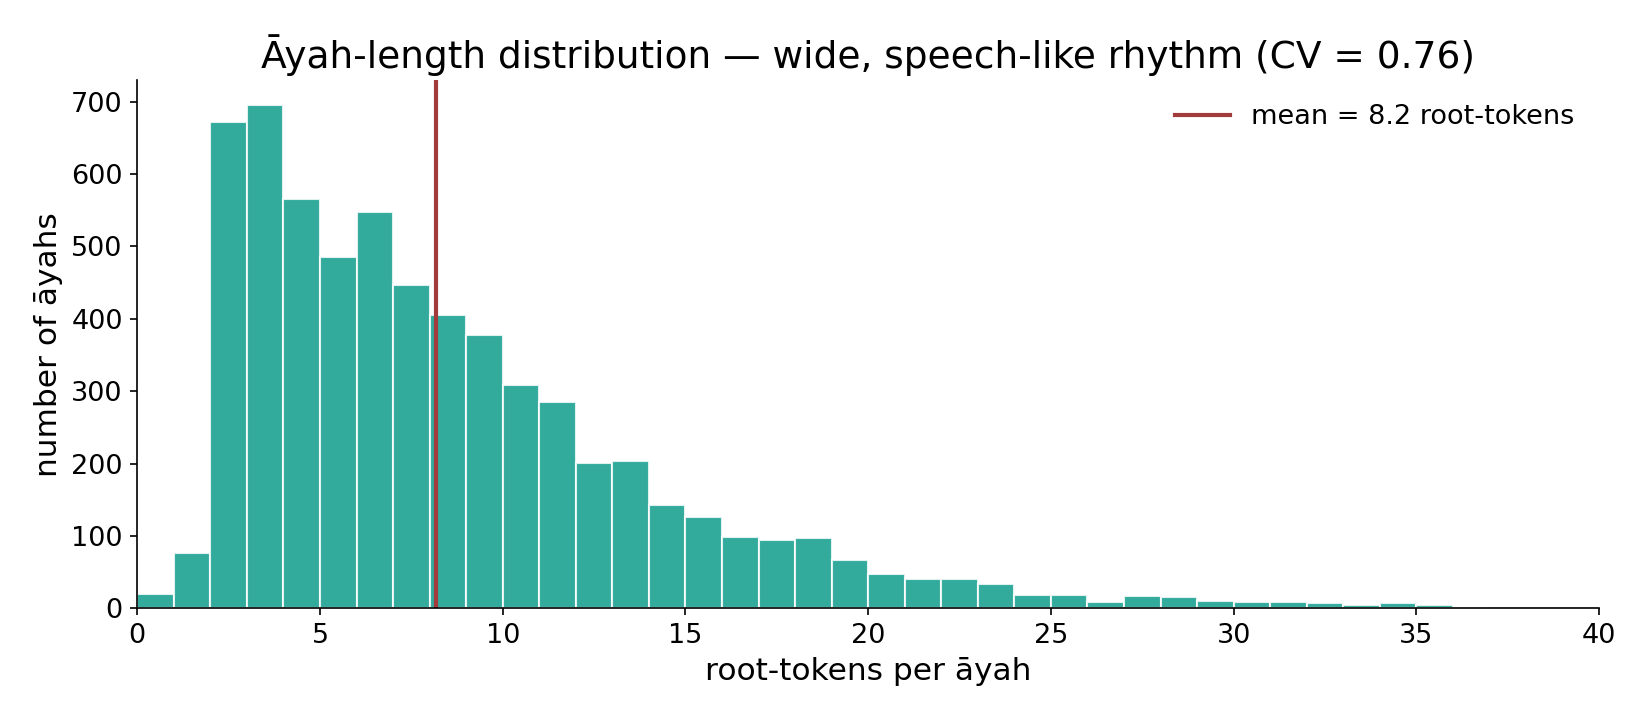 Āyah-length distribution — wide, speech-like rhythm (CV = 0.76)
mean = 8.2 root-tokens
number of āyahs
700
600
500
400
300
200
100
0
0 5 10 15 20 25 30 35 40
root-tokens per āyah